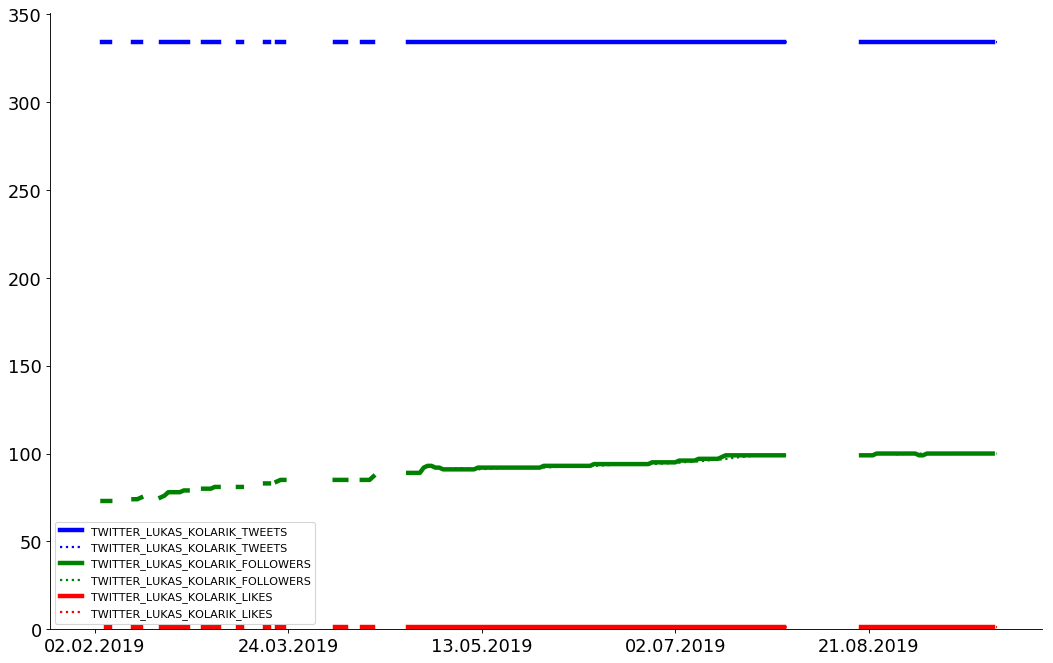 350
300
250
200
150
100
50
0
TWITTER_LUKAS_KOLARIK_TWEETS
TWITTER_LUKAS_KOLARIK_TWEETS
TWITTER_LUKAS_KOLARIK_FOLLOWERS
TWITTER_LUKAS_KOLARIK_FOLLOWERS
TWITTER_LUKAS_KOLARIK_LIKES
TWITTER_LUKAS_KOLARIK_LIKES
02.02.2019 24.03.2019 13.05.2019 02.07.2019 21.08.2019